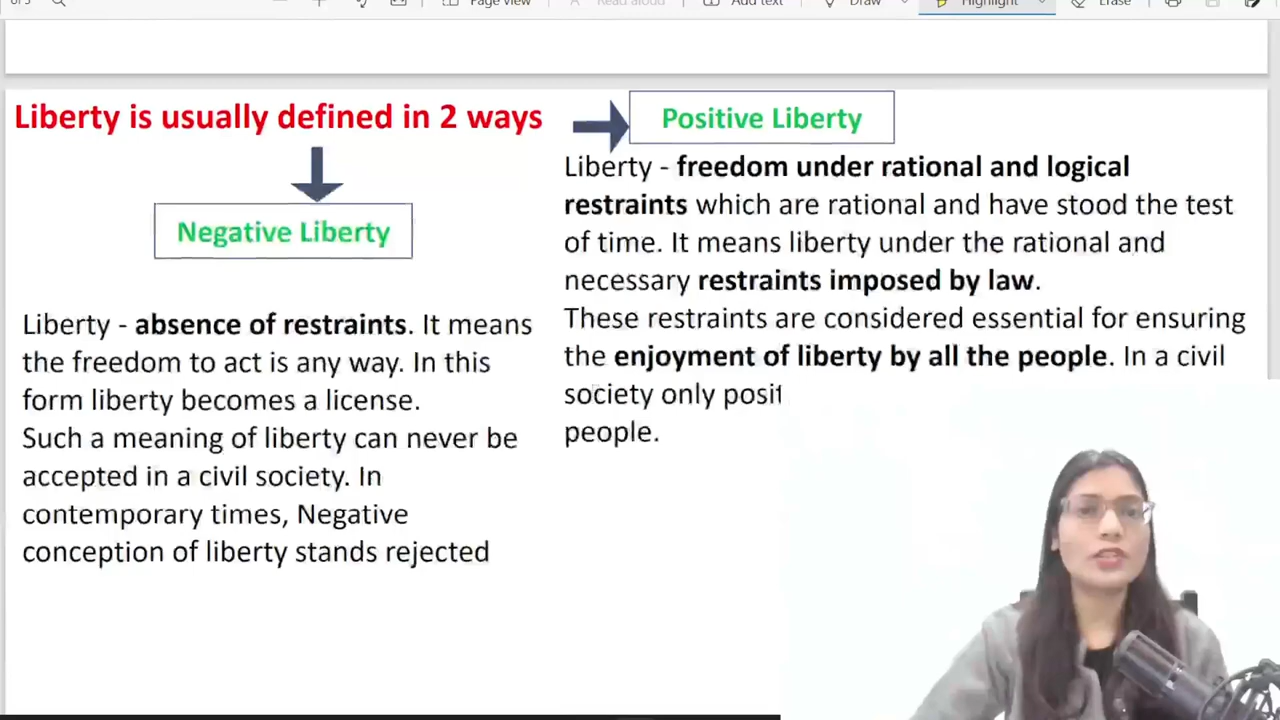 of 5
Page view
Read aloud
Add text
Draw
Highlight
Erase
Liberty is usually defined in 2 ways
Positive Liberty
Negative Liberty
Liberty - absence of restraints. It means
the freedom to act is any way. In this
form liberty becomes a license.
Such a meaning of liberty can never be
accepted in a civil society. In
contemporary times, Negative
conception of liberty stands rejected
Liberty - freedom under rational and logical
restraints which are rational and have stood the test
of time. It means liberty under the rational and
necessary restraints imposed by law.
These restraints are considered essential for ensuring
the enjoyment of liberty by all the people. In a civil
society only posit
people.